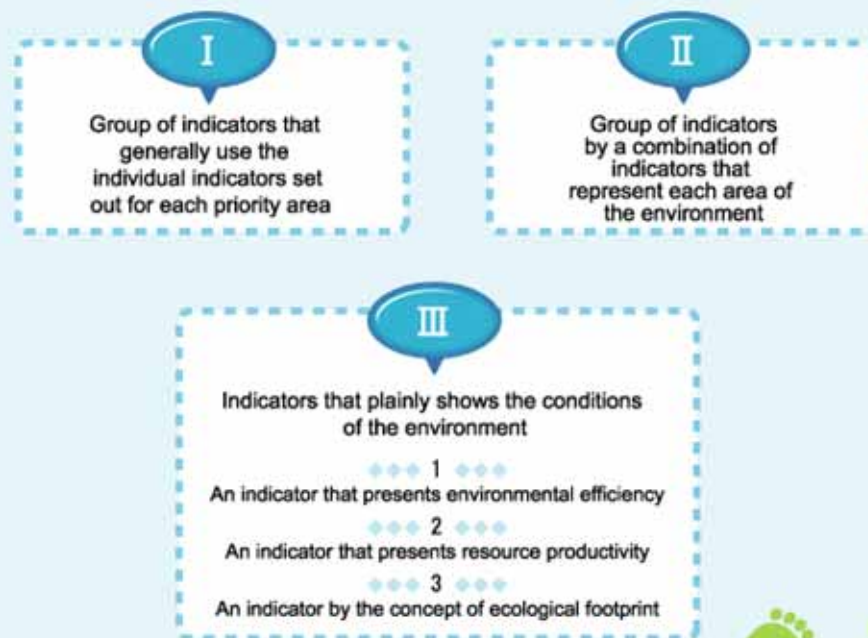 I
Group of indicators that
generally use the
individual indicators set
out for each priority area
II
Group of indicators
by a combination of
indicators that
represent each area of
the environment
III
Indicators that plainly shows the conditions
of the environment
1
An indicator that presents environmental efficiency
2
An indicator that presents resource productivity
3
An indicator by the concept of ecological footprint